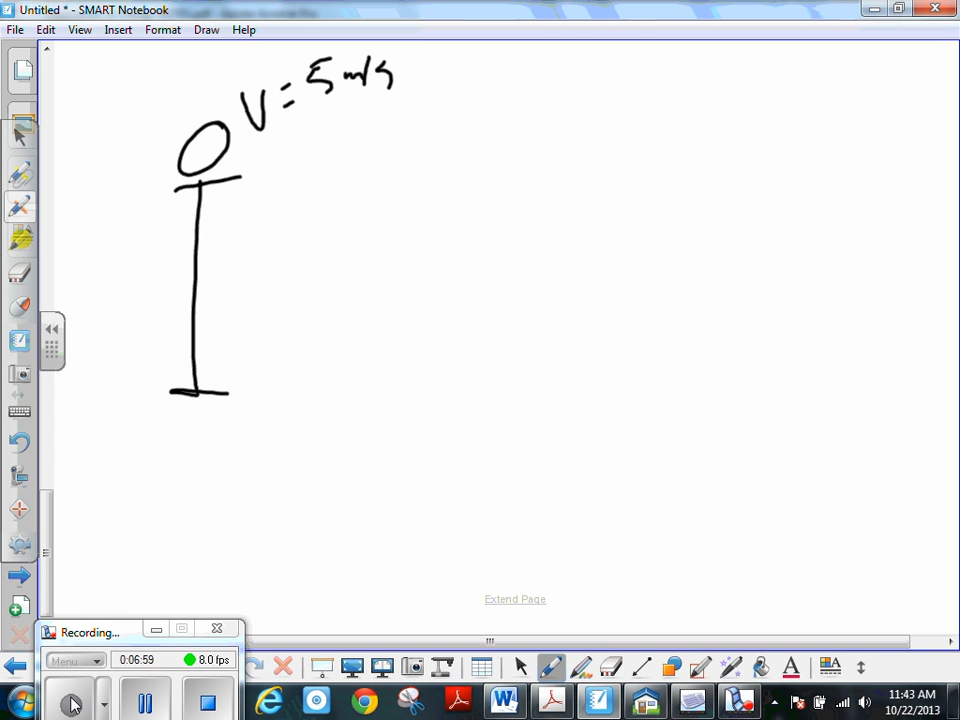 Untitled * - SMART Notebook
File Edit View Insert Format Draw Help
V = 5 m/s
Extend Page
Recording...
Menu 0:06:59 8.0 fps
11:43 AM
10/22/2013